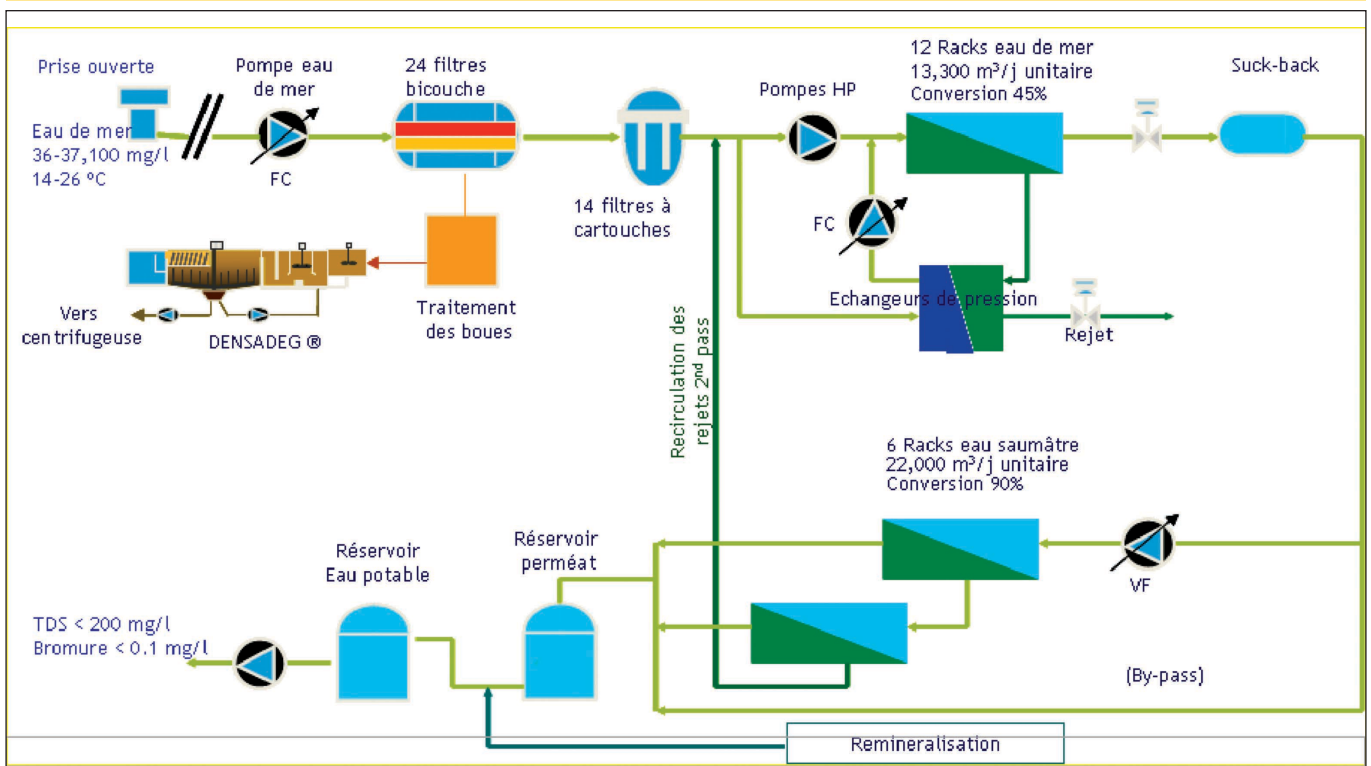 Prise ouverte
Eau de mer
36-37,100 mg/l
14-26 ºC
Pompe eau
de mer
FC
24 filtres
bicouche
14 filtres à
cartouches
Pompes HP
12 Racks eau de mer
13,300 m³/j unitaire
Conversion 45%
Suck-back
FC
Echangeurs de pression
Rejet
Vers
centrifugeuse
DENSADEG ®
Traitement
des boues
Recirculation des
rejets 2nd pass
6 Racks eau saumâtre
22,000 m³/j unitaire
Conversion 90%
VF
Réservoir
Eau potable
Réservoir
perméat
TDS < 200 mg/l
Bromure < 0.1 mg/l
(By-pass)
Remineralisation